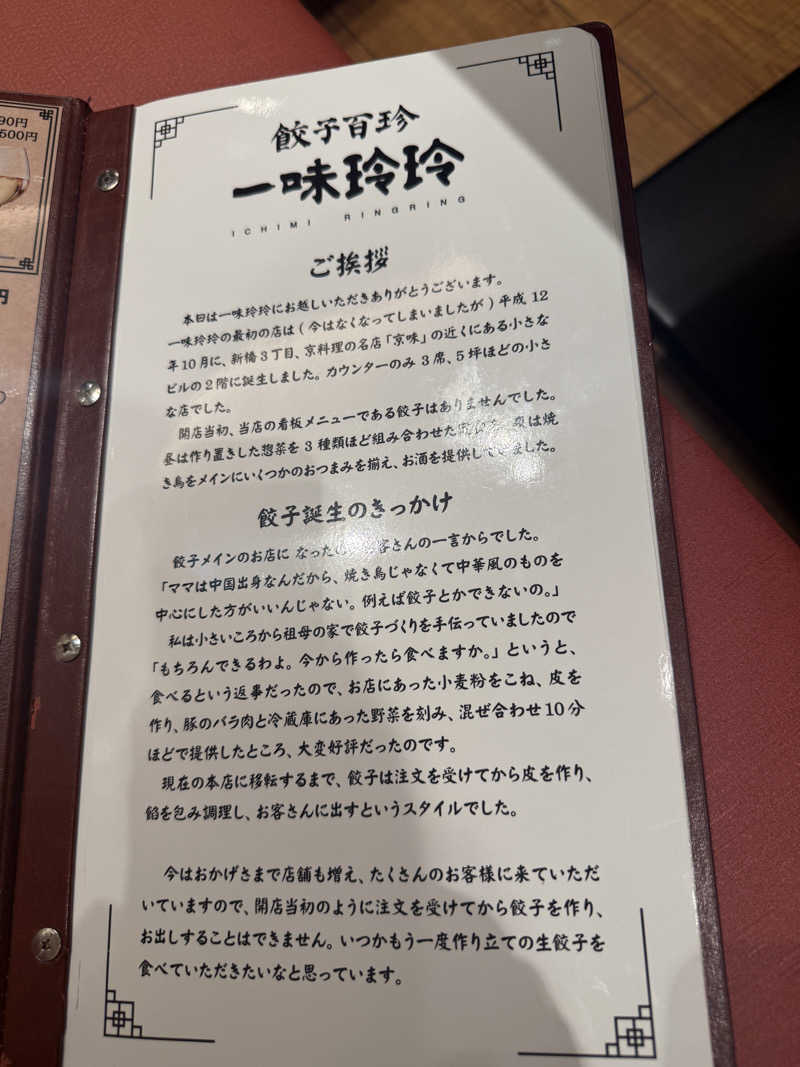 90円
500円
円
餃子百珍
一味玲玲
ICHIMI RINGRING
ご挨拶
本日は一味玲玲にお越しいただきありがとうございます。
一味玲玲の最初の店は(今はなくなってしまいましたが)平成12
年10月に、新橋3丁目、京料理の名店「京味」の近くにある小さな
ビルの2階に誕生しました。カウンターのみ3席、5坪ほどの小さ
な店でした。
開店当初、当店の看板メニューである餃子はありませんでした。
昼は作り置きした惣菜を3種類ほど組み合わせた は焼
き鳥をメインにいくつかのおつまみを揃え、お酒を提供していました。
餃子誕生のきっかけ
餃子メインのお店になった 客さんの一言からでした。
「ママは中国出身なんだから、焼き鳥じゃなくて中華風のものを
中心にした方がいいんじゃない。例えば餃子とかできないの。」
私は小さいころから祖母の家で餃子づくりを手伝っていましたので
「もちろんできるわよ。今から作ったら食べますか。」というと、
食べるという返事だったので、お店にあった小麦粉をこね、皮を
作り、豚のバラ肉と冷蔵庫にあった野菜を刻み、混ぜ合わせ10分
ほどで提供したところ、大変好評だったのです。
現在の本店に移転するまで、餃子は注文を受けてから皮を作り、
餡を包み調理し、お客さんに出すというスタイルでした。
今はおかげさまで店舗も増え、たくさんのお客様に来ていただ
いていますので、開店当初のように注文を受けてから餃子を作り、
お出しすることはできません。いつかもう一度作り立ての生餃子を
食べていただきたいなと思っています。